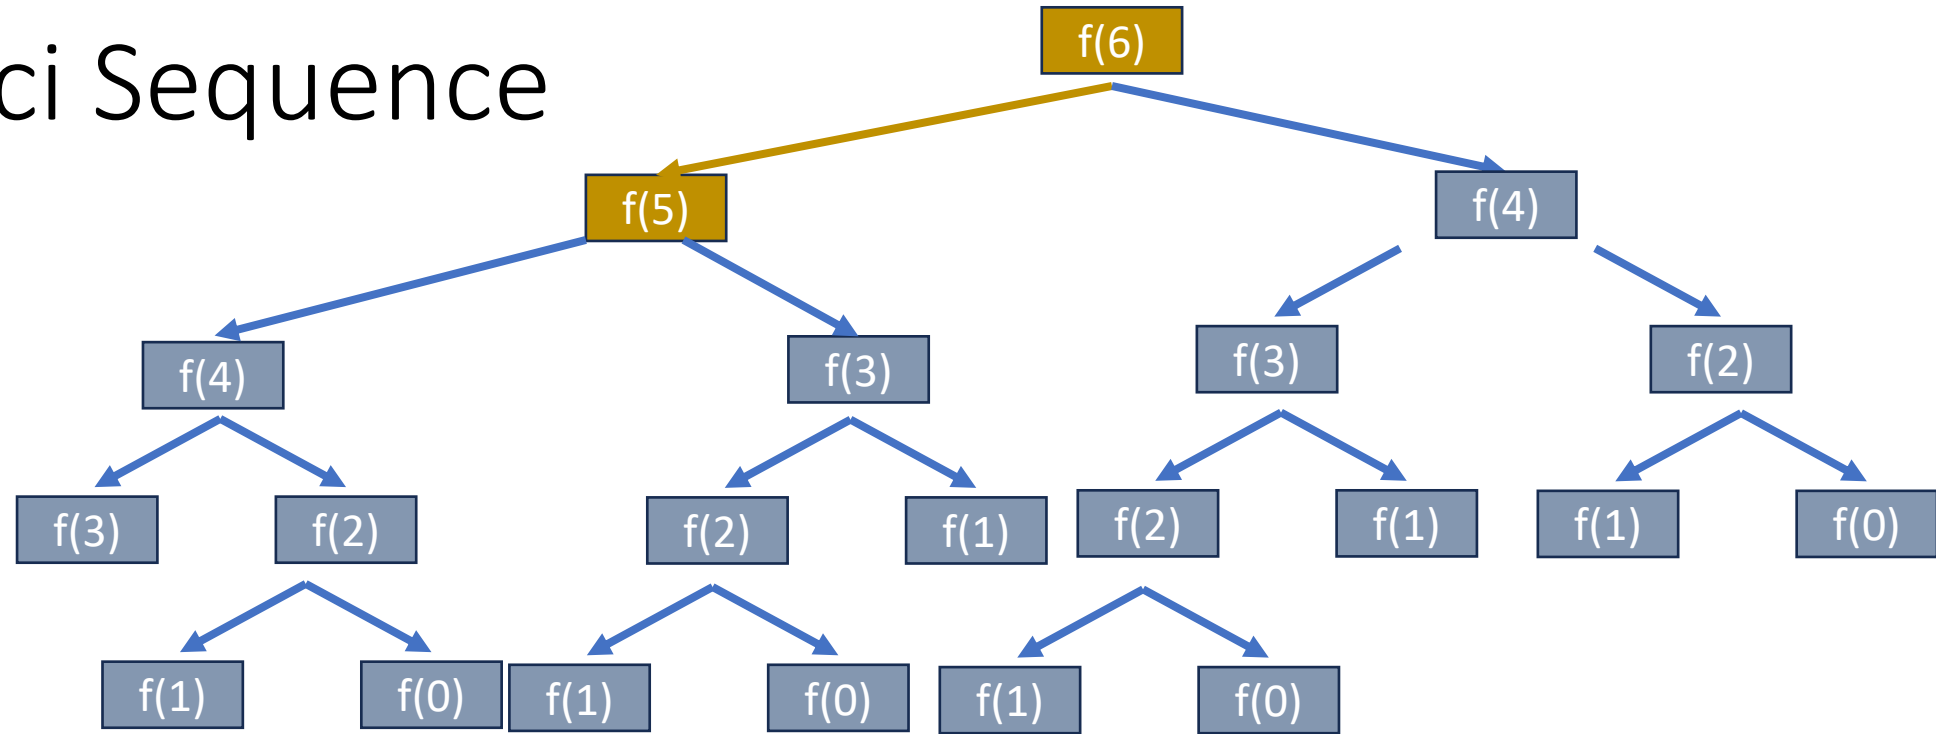 ci Sequence
f(6)
f(5)
f(4)
f(4)
f(3)
f(3)
f(2)
f(3)
f(2)
f(2)
f(1)
f(2)
f(1)
f(1)
f(0)
f(1)
f(0)
f(1)
f(0)
f(1)
f(0)